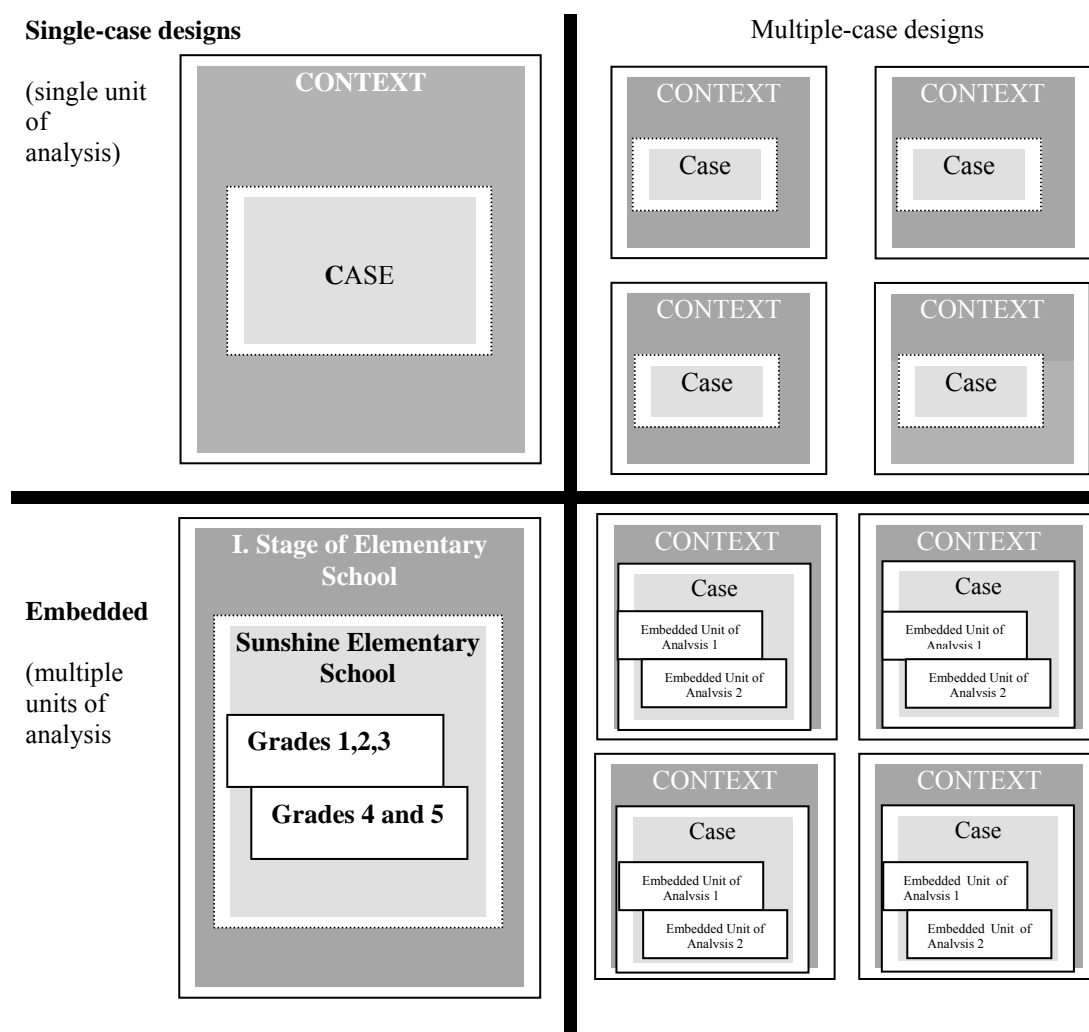 Single-case designs
(single unit
of
analysis)
CONTEXT
CASE
Multiple-case designs
CONTEXT
Case
CONTEXT
Case
CONTEXT
Case
CONTEXT
Case
Embedded
(multiple
units of
analysis
I. Stage of Elementary
School
Sunshine Elementary
School
Grades 1,2,3
Grades 4 and 5
CONTEXT
Case
Embedded Unit of
Analysis 1
Embedded Unit of
Analysis 2
CONTEXT
Case
Embedded Unit of
Analysis 1
Embedded Unit of
Analysis 2
CONTEXT
Case
Embedded Unit of
Analysis 1
Embedded Unit of
Analysis 2
CONTEXT
Case
Embedded Unit of
Analysis 1
Embedded Unit of
Analysis 2